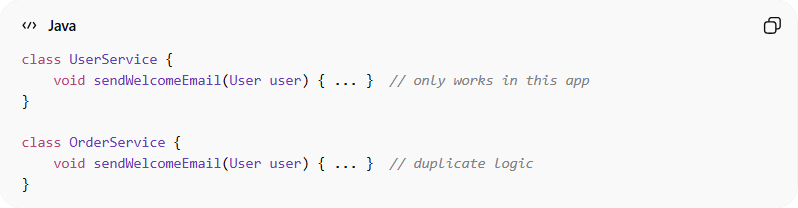 </> Java
class UserService {
    void sendWelcomeEmail(User user) { ... }  // only works in this app
}

class OrderService {
    void sendWelcomeEmail(User user) { ... }  // duplicate logic
}